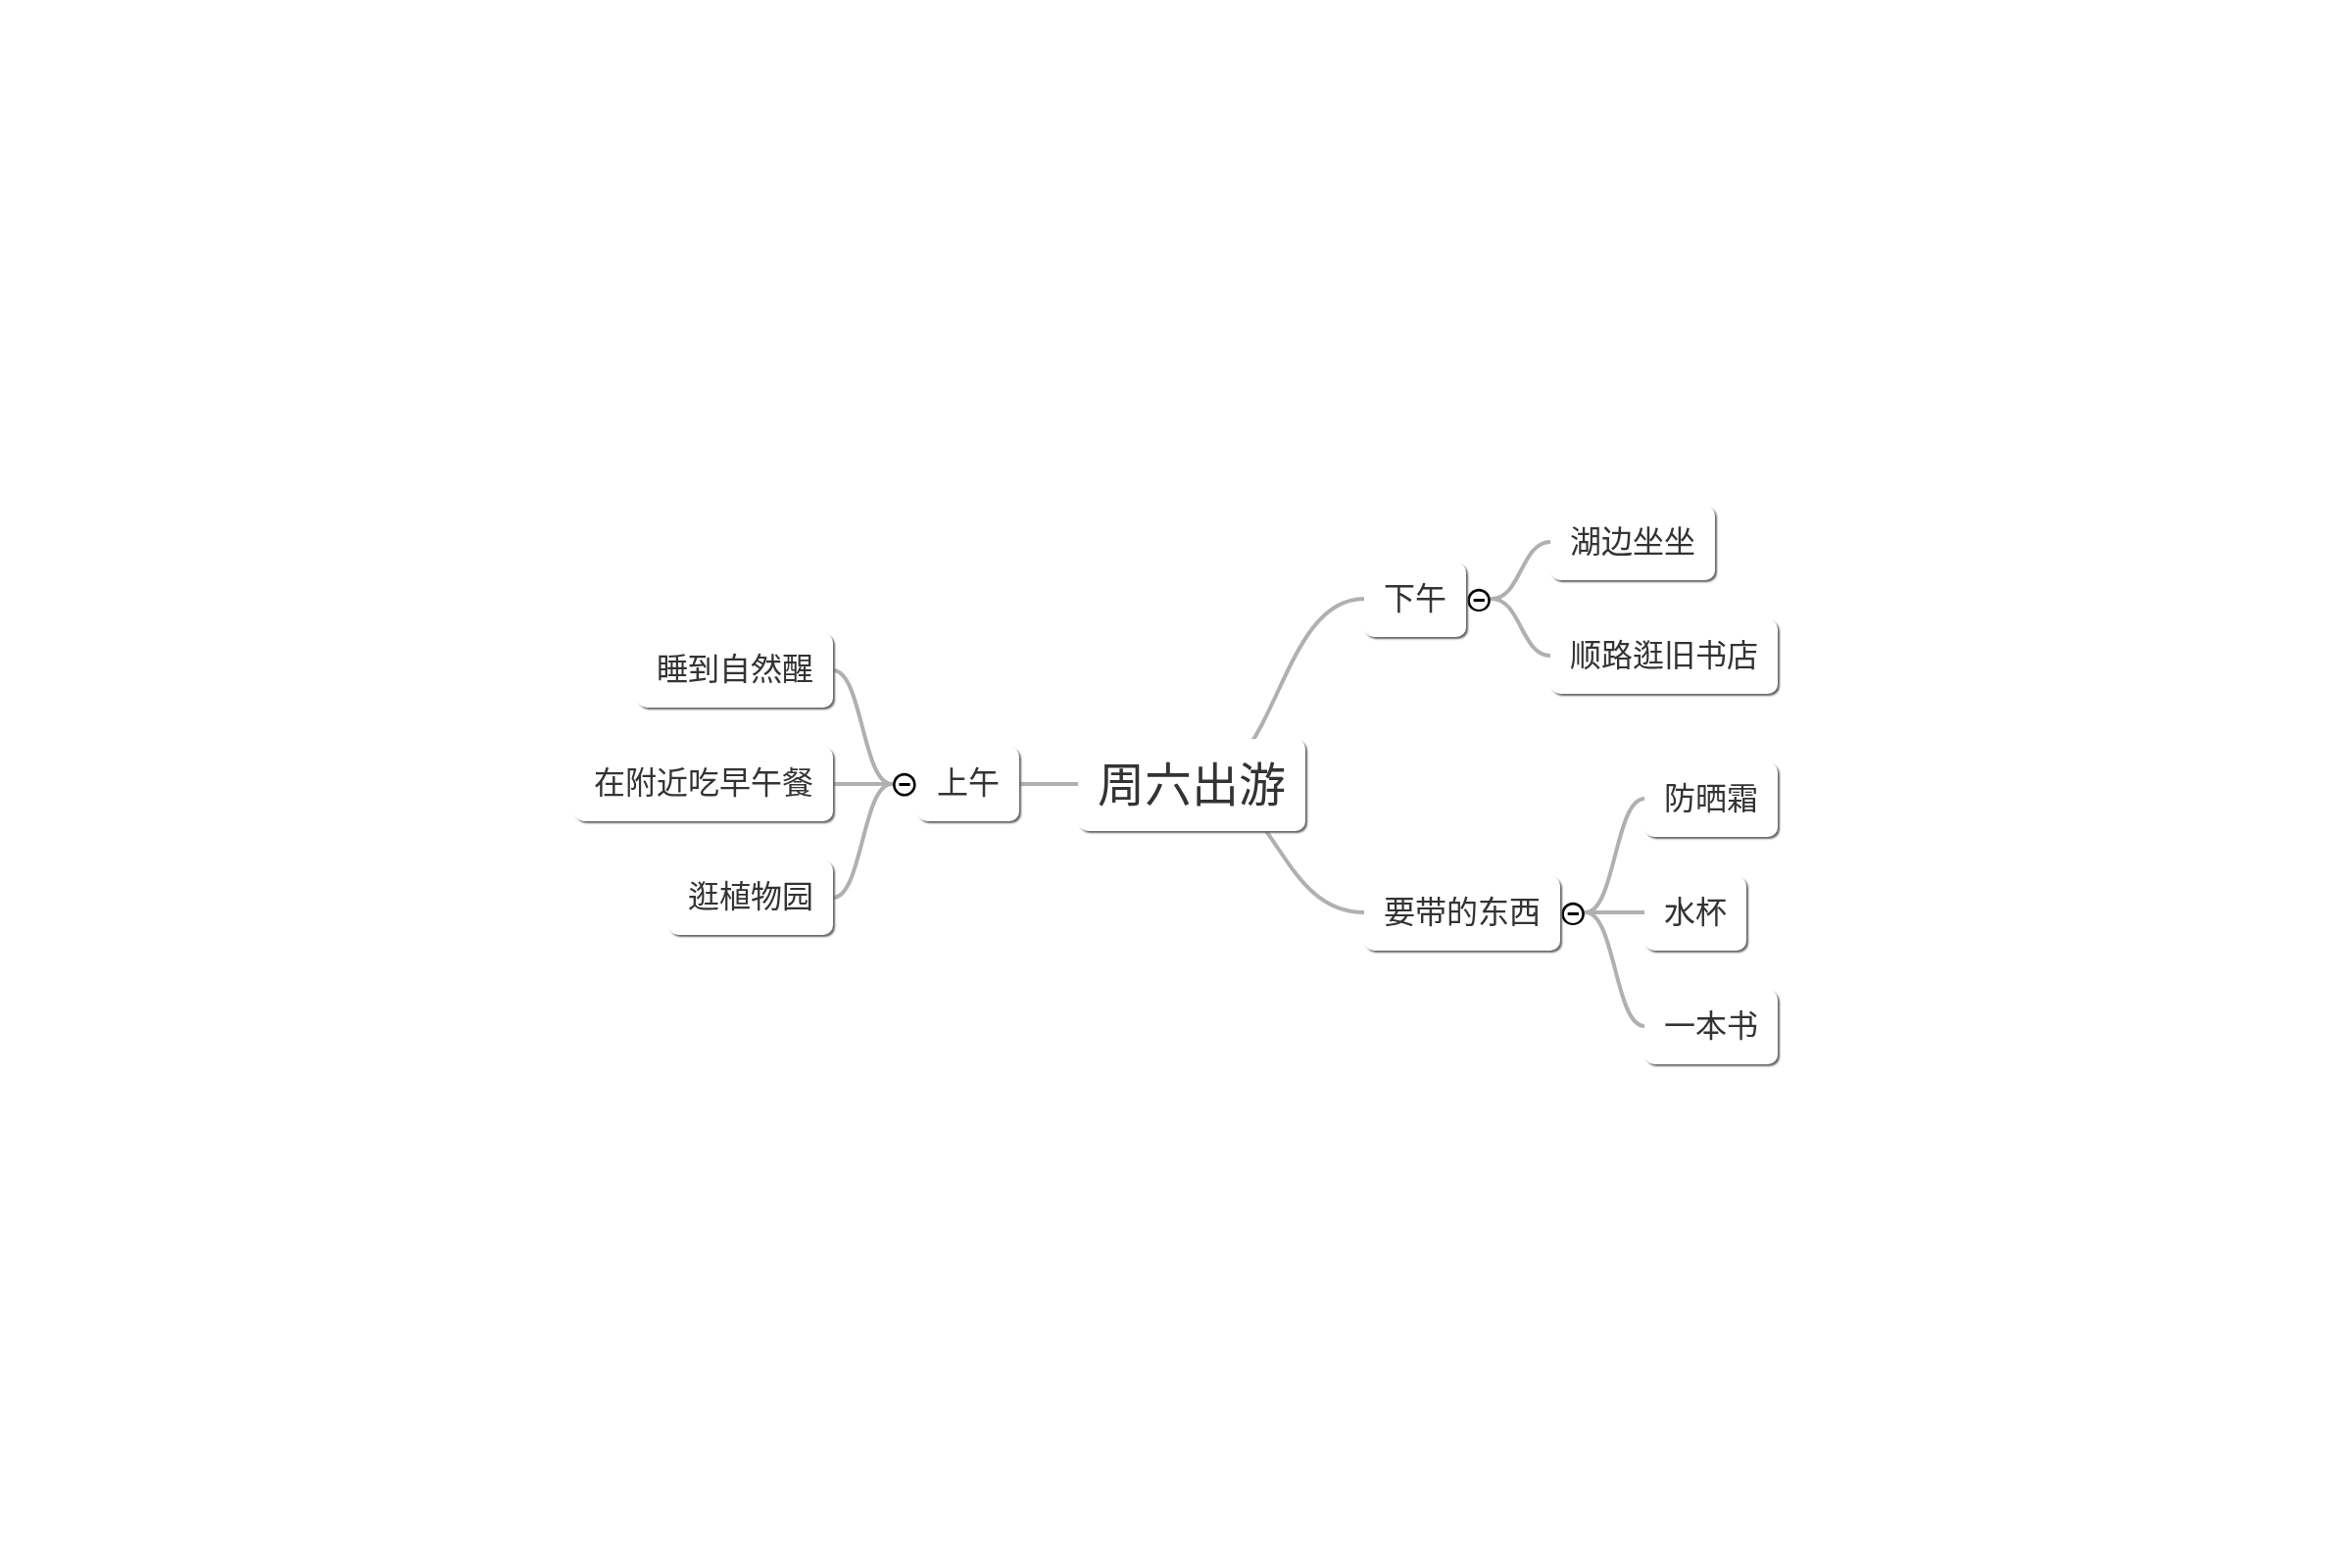 周六出游
上午
睡到自然醒
在附近吃早午餐
逛植物园
下午
湖边坐坐
顺路逛旧书店
要带的东西
防晒霜
水杯
一本书